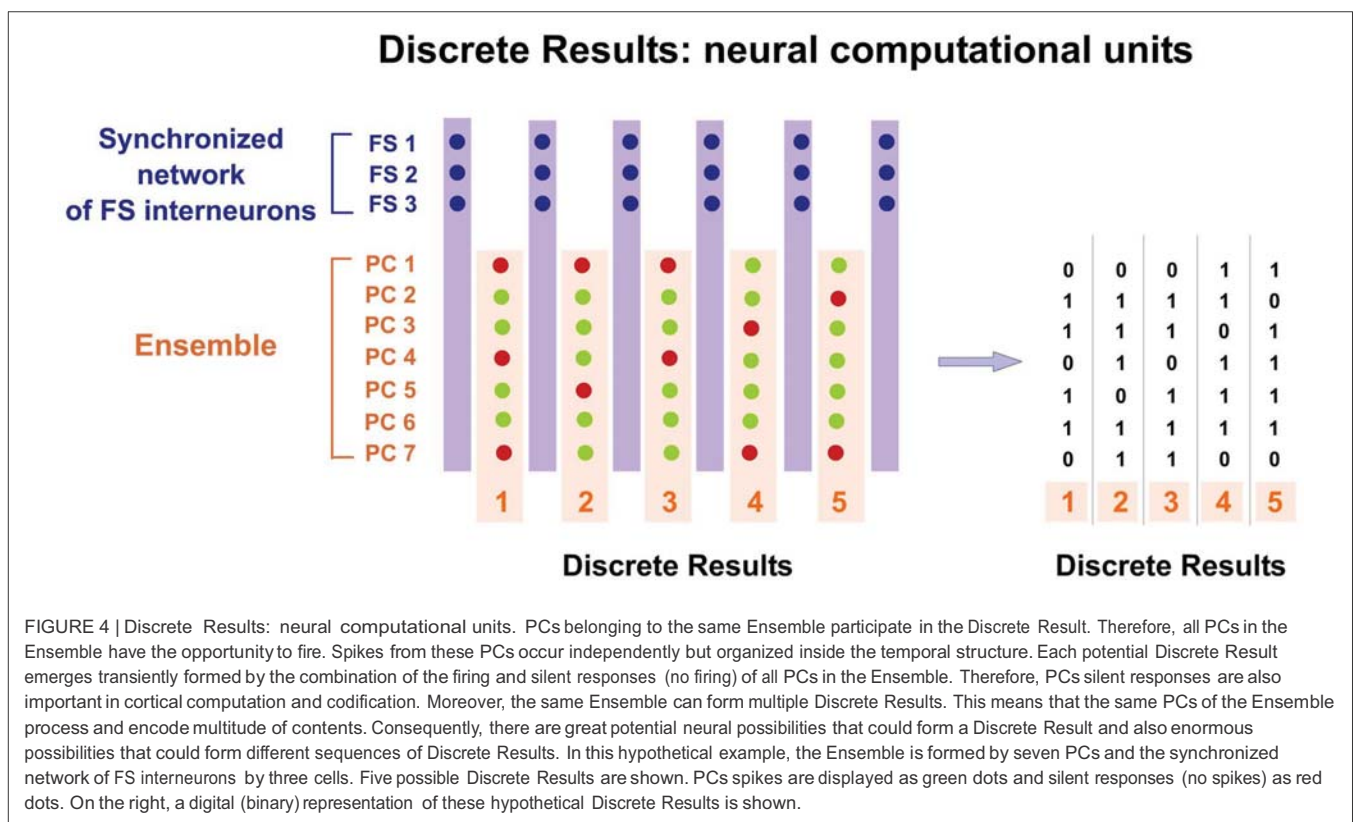 Discrete Results: neural computational units
Synchronized
network
of FS interneurons
FS 1
FS 2
FS 3
Ensemble
PC 1
PC 2
PC 3
PC 4
PC 5
PC 6
PC 7
1 2 3 4 5
Discrete Results
0 0 0 1 1
1 1 1 1 0
1 1 1 0 1
0 1 0 1 1
1 0 1 1 1
1 1 1 1 1
0 1 1 0 0
1 2 3 4 5
Discrete Results
FIGURE 4 | Discrete Results: neural computational units. PCs belonging to the same Ensemble participate in the Discrete Result. Therefore, all PCs in the
Ensemble have the opportunity to fire. Spikes from these PCs occur independently but organized inside the temporal structure. Each potential Discrete Result
emerges transiently formed by the combination of the firing and silent responses (no firing) of all PCs in the Ensemble. Therefore, PCs silent responses are also
important in cortical computation and codification. Moreover, the same Ensemble can form multiple Discrete Results. This means that the same PCs of the Ensemble
process and encode multitude of contents. Consequently, there are great potential neural possibilities that could form a Discrete Result and also enormous
possibilities that could form different sequences of Discrete Results. In this hypothetical example, the Ensemble is formed by seven PCs and the synchronized
network of FS interneurons by three cells. Five possible Discrete Results are shown. PCs spikes are displayed as green dots and silent responses (no spikes) as red
dots. On the right, a digital (binary) representation of these hypothetical Discrete Results is shown.